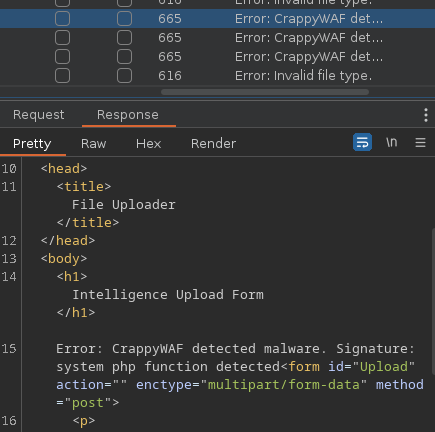 616 Error: Invalid file type.
665 Error: CrappyWAF det...
665 Error: CrappyWAF det...
665 Error: CrappyWAF det...
616 Error: Invalid file type.
Request Response
Pretty Raw Hex Render \n
10 <head>
11 <title>
File Uploader
</title>
12 </head>
13 <body>
14 <h1>
Intelligence Upload Form
</h1>
15 Error: CrappyWAF detected malware. Signature:
system php function detected<form id="Upload"
action="" enctype="multipart/form-data" method
="post">
16 <p>